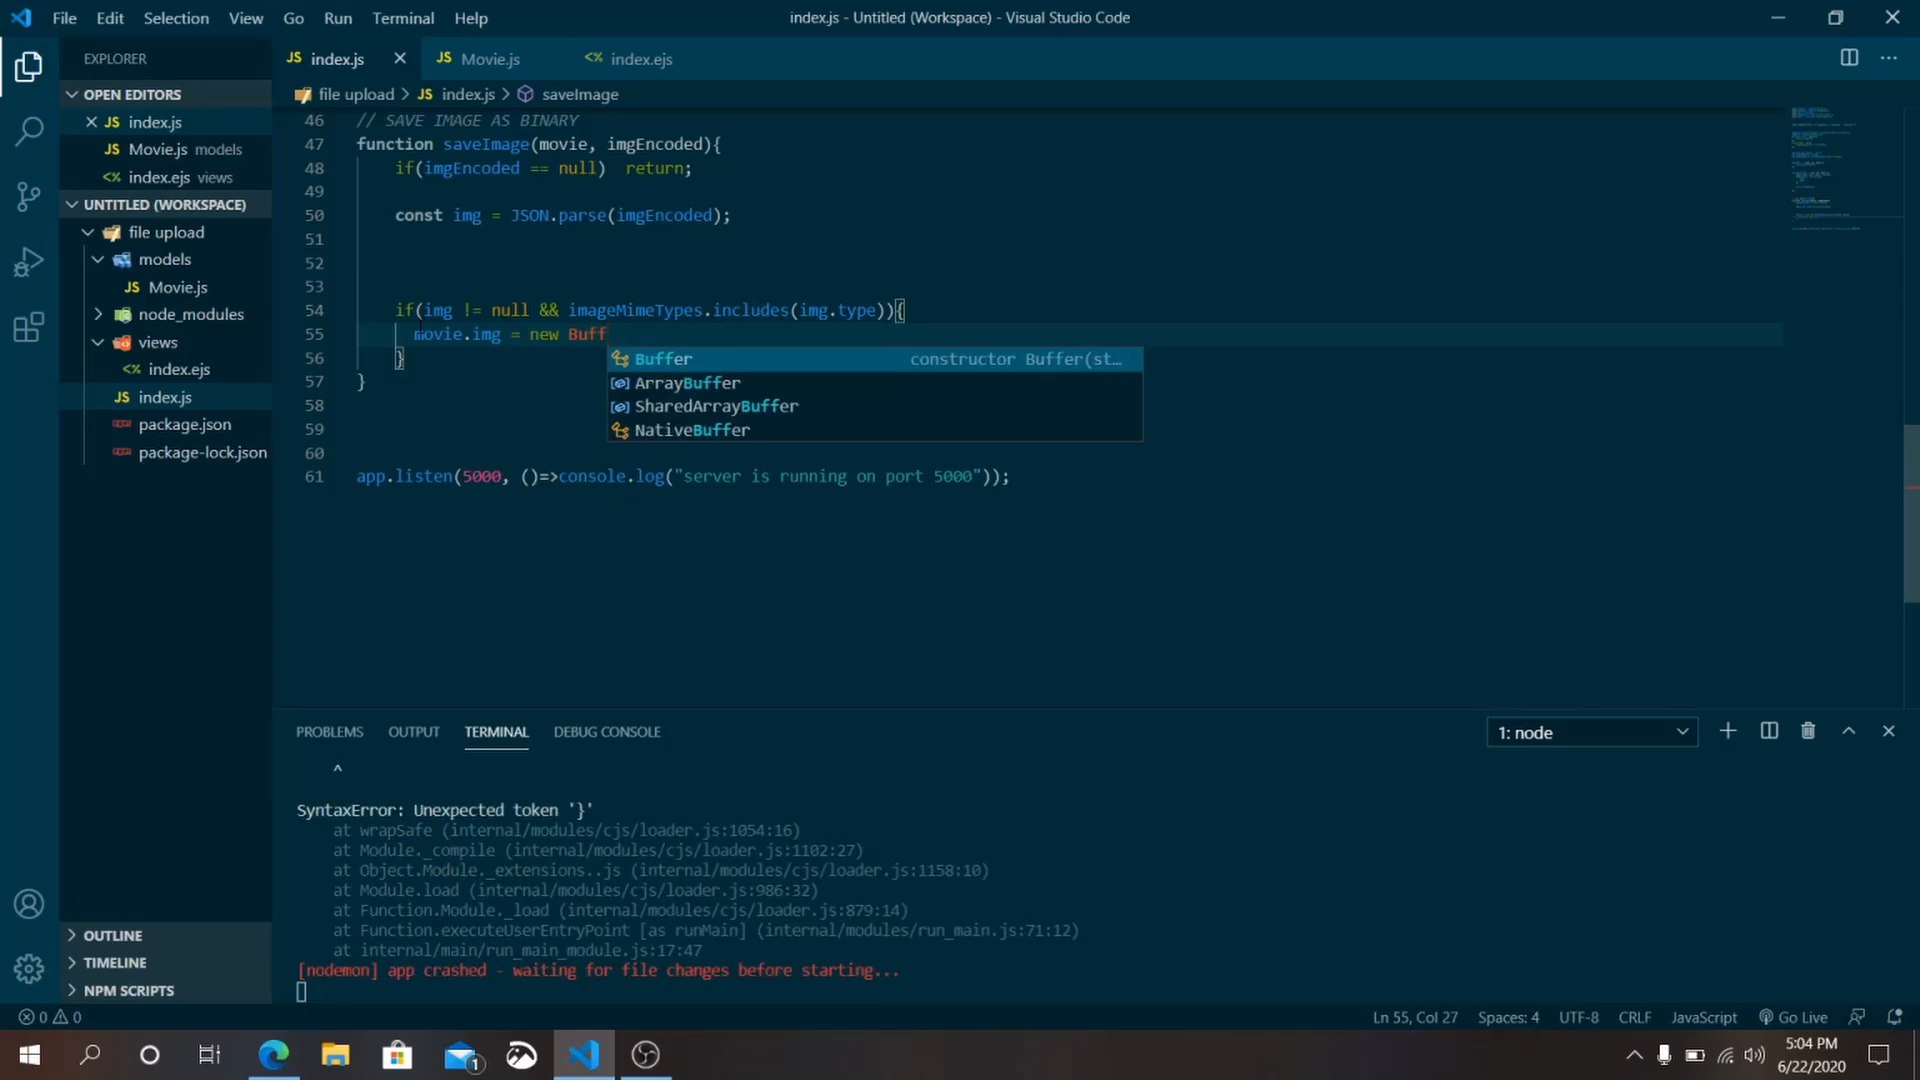 File Edit Selection View Go Run Terminal Help
index.js - Untitled (Workspace) - Visual Studio Code
EXPLORER
OPEN EDITORS
index.js
Movie.js models
index.ejs views
UNTITLED (WORKSPACE)
file upload
models
Movie.js
node_modules
views
index.ejs
index.js
package.json
package-lock.json
OUTLINE
TIMELINE
NPM SCRIPTS
index.js Movie.js index.ejs
file upload > index.js > saveImage
46 // SAVE IMAGE AS BINARY
47 function saveImage(movie, imgEncoded){
48 if(imgEncoded == null) return;
49
50 const img = JSON.parse(imgEncoded);
51
52
53
54 if(img != null && imageMimeTypes.includes(img.type)){
55 movie.img = new Buff
56 }
57 }
58
59
60
61 app.listen(5000, ()=>console.log("server is running on port 5000"));
Buffer constructor Buffer(st…
ArrayBuffer
SharedArrayBuffer
NativeBuffer
PROBLEMS OUTPUT TERMINAL DEBUG CONSOLE
1: node
^
SyntaxError: Unexpected token '}'
at wrapSafe (internal/modules/cjs/loader.js:1054:16)
at Module._compile (internal/modules/cjs/loader.js:1102:27)
at Object.Module._extensions..js (internal/modules/cjs/loader.js:1158:10)
at Module.load (internal/modules/cjs/loader.js:986:32)
at Function.Module._load (internal/modules/cjs/loader.js:879:14)
at Function.executeUserEntryPoint [as runMain] (internal/modules/run_main.js:71:12)
at internal/main/run_main_module.js:17:47
[nodemon] app crashed - waiting for file changes before starting...
0 0
Ln 55, Col 27 Spaces: 4 UTF-8 CRLF JavaScript Go Live
1
5:04 PM
6/22/2020